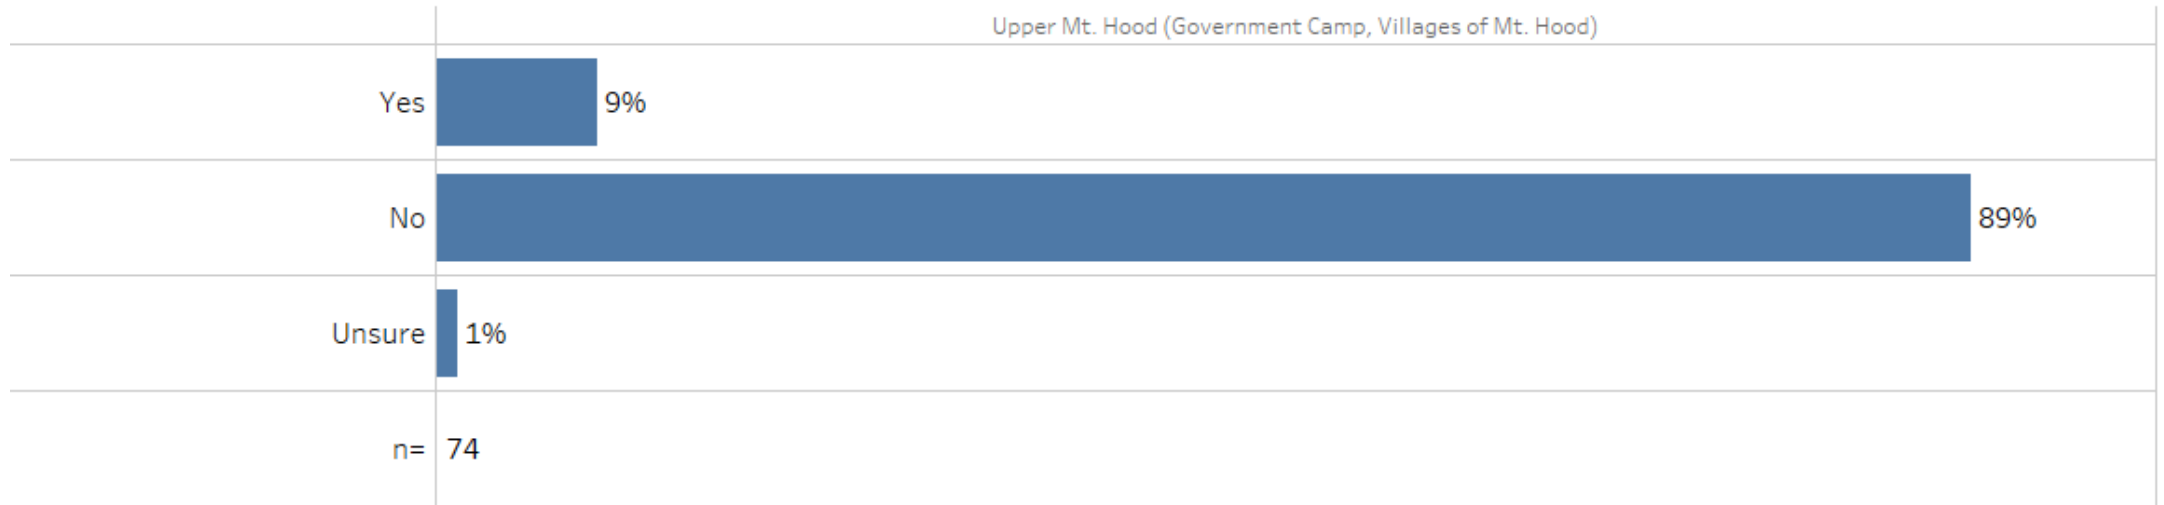 Upper Mt. Hood (Government Camp, Villages of Mt. Hood)
Yes 9%
No 89%
Unsure 1%
n= 74